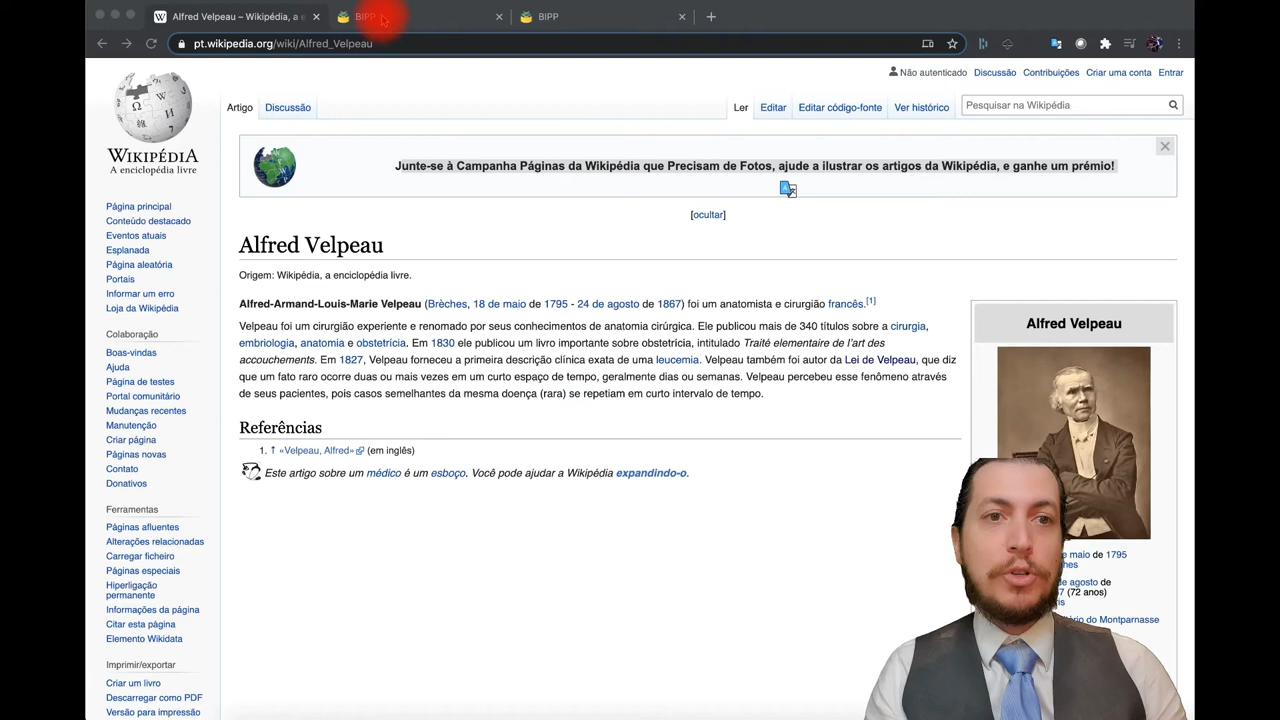 Alfred Velpeau – Wikipédia, a e
BIPP
BIPP
pt.wikipedia.org/wiki/Alfred_Velpeau
Não autenticado Discussão Contribuições Criar uma conta Entrar
Artigo Discussão Ler Editar Editar código-fonte Ver histórico Pesquisar na Wikipédia
WIKIPÉDIA
A enciclopédia livre
Página principal
Conteúdo destacado
Eventos atuais
Esplanada
Página aleatória
Portais
Informar um erro
Loja da Wikipédia
Colaboração
Boas-vindas
Ajuda
Página de testes
Portal comunitário
Mudanças recentes
Manutenção
Criar página
Páginas novas
Contato
Donativos
Ferramentas
Páginas afluentes
Alterações relacionadas
Carregar ficheiro
Páginas especiais
Hiperligação
permanente
Informações da página
Citar esta página
Elemento Wikidata
Imprimir/exportar
Criar um livro
Descarregar como PDF
Versão para impressão
Junte-se à Campanha Páginas da Wikipédia que Precisam de Fotos, ajude a ilustrar os artigos da Wikipédia, e ganhe um prémio!
[ocultar]
Alfred Velpeau
Origem: Wikipédia, a enciclopédia livre.
Alfred-Armand-Louis-Marie Velpeau (Brèches, 18 de maio de 1795 - 24 de agosto de 1867) foi um anatomista e cirurgião francês.[1]
Velpeau foi um cirurgião experiente e renomado por seus conhecimentos de anatomia cirúrgica. Ele publicou mais de 340 títulos sobre a cirurgia,
embriologia, anatomia e obstetrícia. Em 1830 ele publicou um livro importante sobre obstetrícia, intitulado Traité elementaire de l'art des
accouchements. Em 1827, Velpeau forneceu a primeira descrição clínica exata de uma leucemia. Velpeau também foi autor da Lei de Velpeau, que diz
que um fato raro ocorre duas ou mais vezes em um curto espaço de tempo, geralmente dias ou semanas. Velpeau percebeu esse fenômeno através
de seus pacientes, pois casos semelhantes da mesma doença (rara) se repetiam em curto intervalo de tempo.
Referências
1. ↑ «Velpeau, Alfred» (em inglês)
Este artigo sobre um médico é um esboço. Você pode ajudar a Wikipédia expandindo-o.
Alfred Velpeau
maio de 1795
agosto de
(72 anos)
do Montparnasse